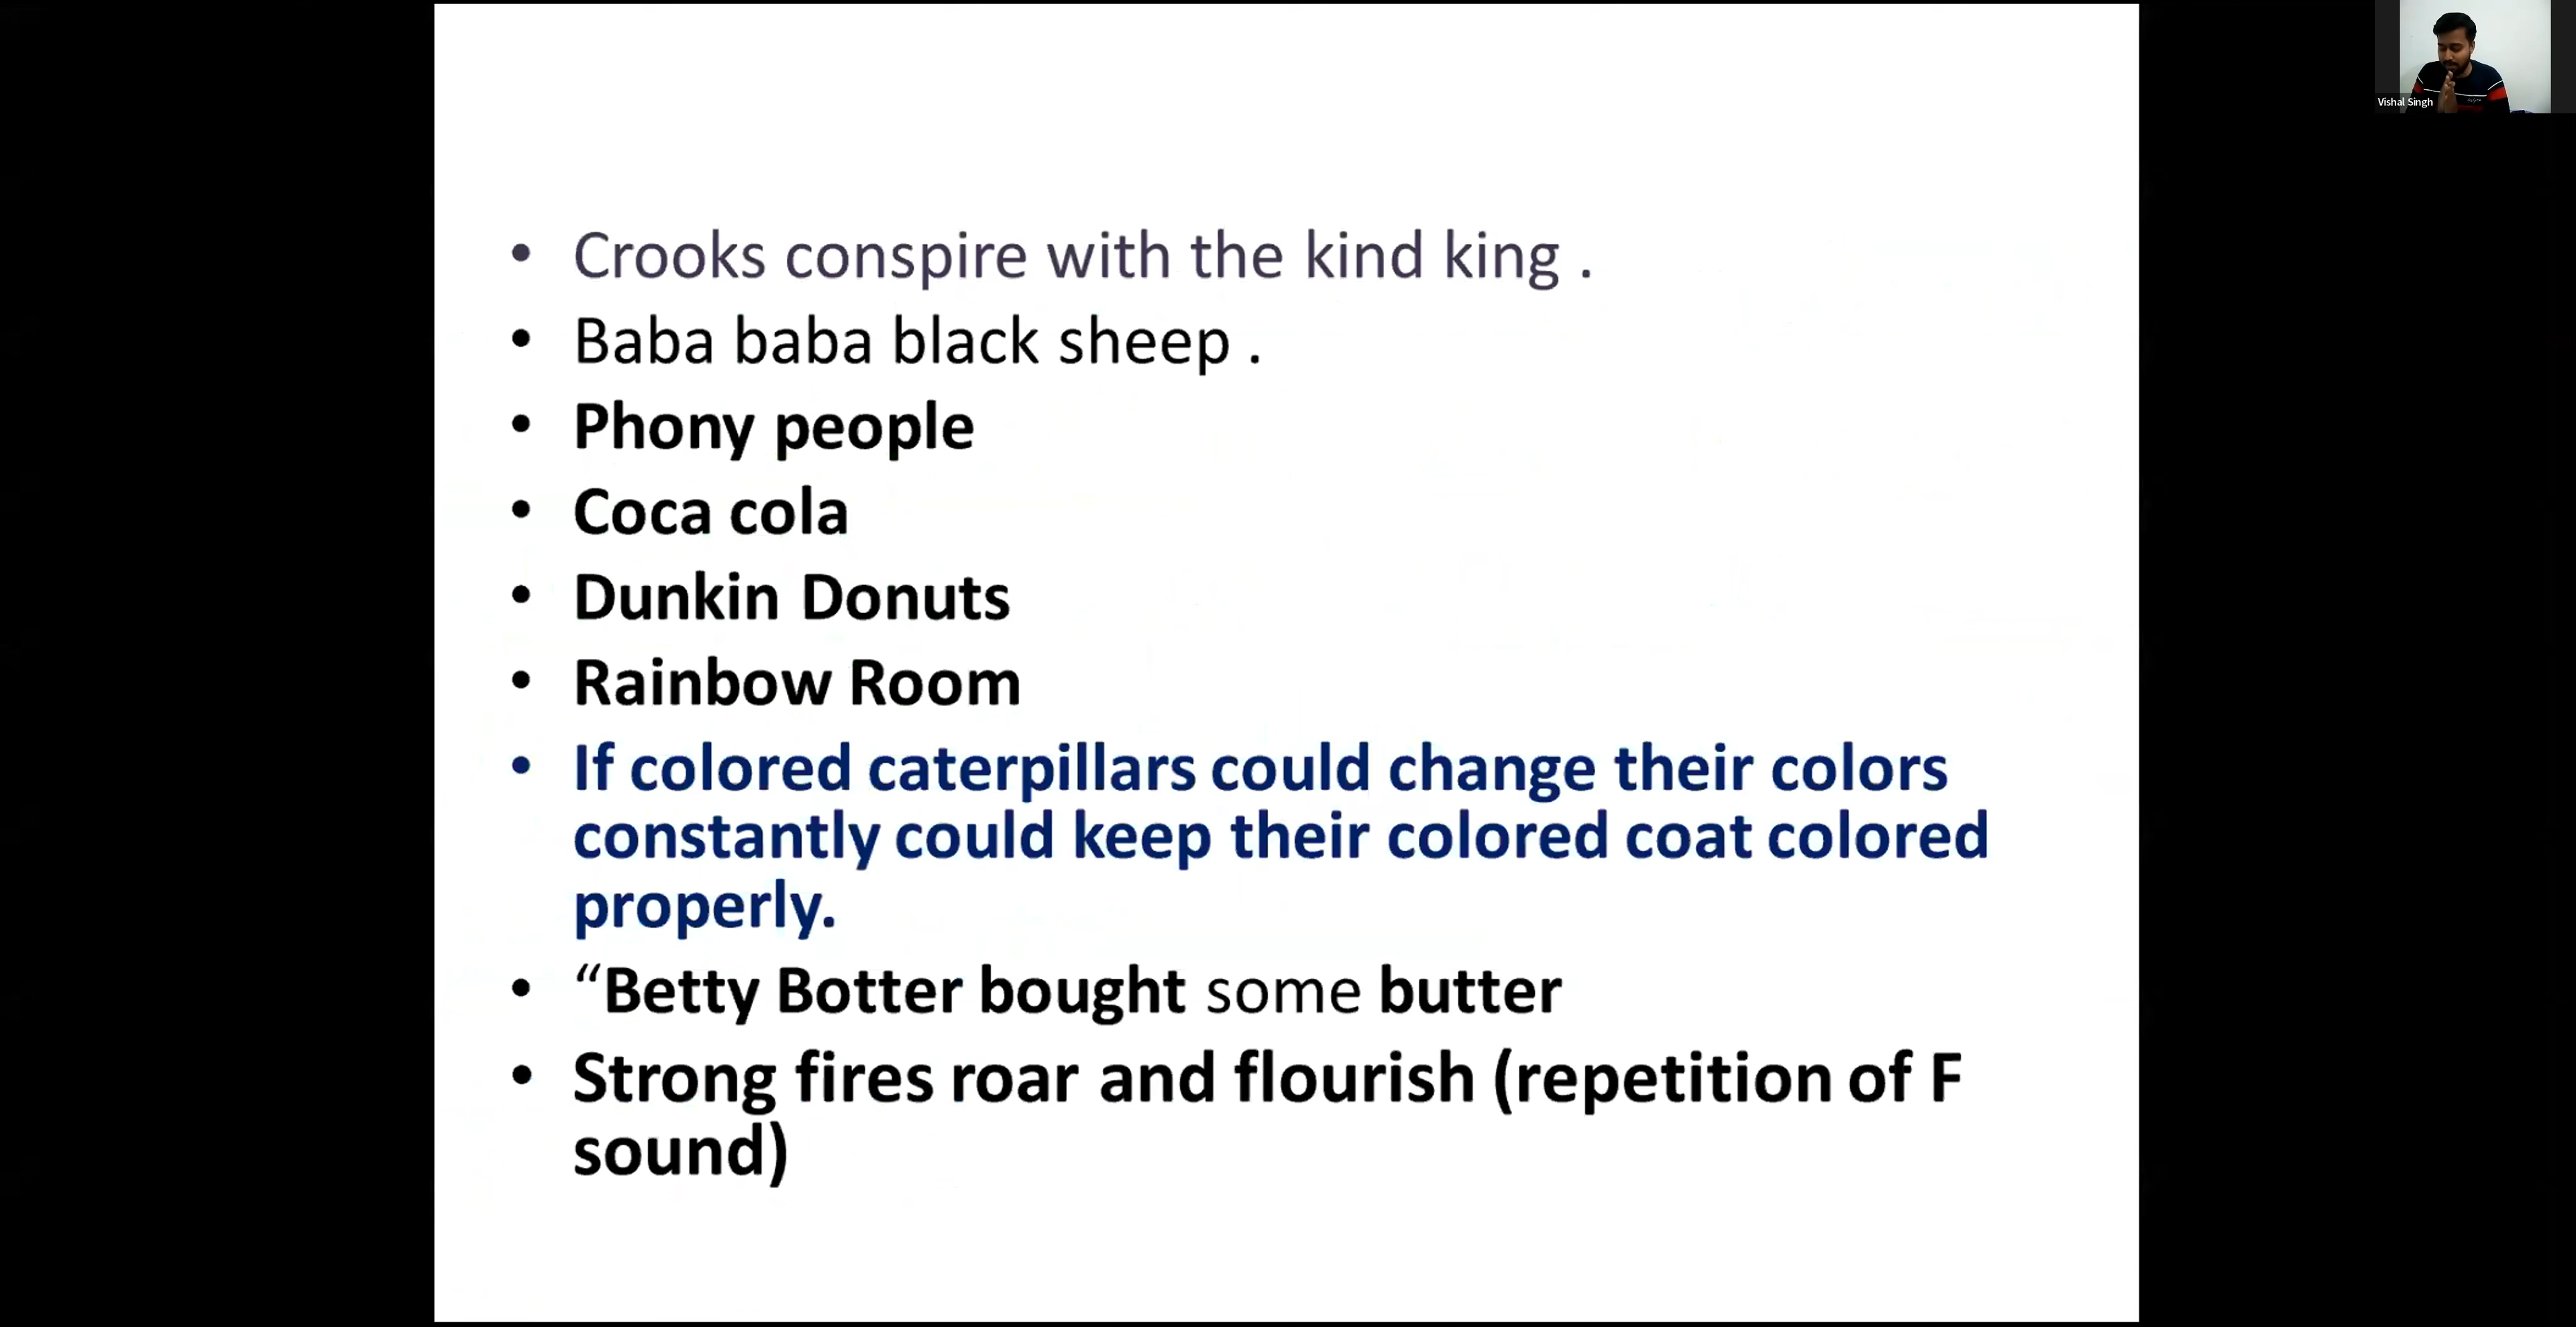 Vishal Singh
• Crooks conspire with the kind king .
• Baba baba black sheep .
• Phony people
• Coca cola
• Dunkin Donuts
• Rainbow Room
• If colored caterpillars could change their colors
constantly could keep their colored coat colored
properly.
• “Betty Botter bought some butter
• Strong fires roar and flourish (repetition of F
sound)